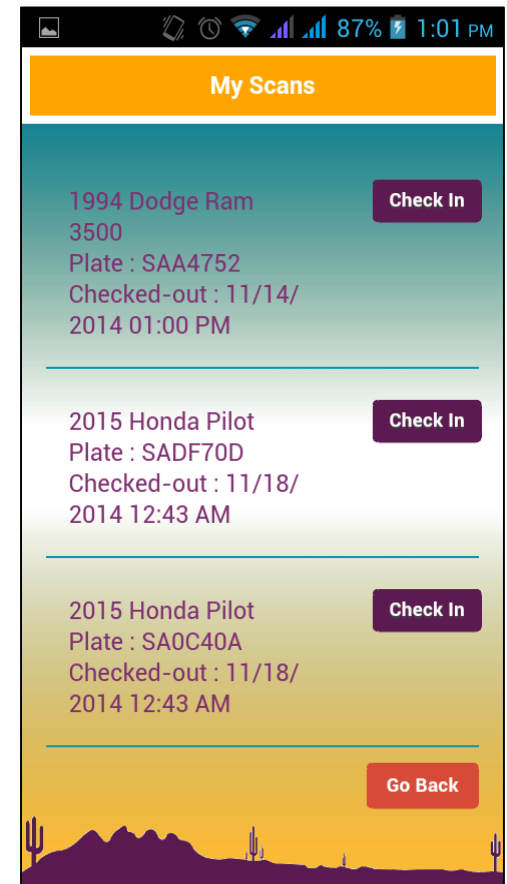 87% 1:01 PM
My Scans
1994 Dodge Ram
3500
Plate : SAA4752
Checked-out : 11/14/
2014 01:00 PM
Check In
2015 Honda Pilot
Plate : SADF70D
Checked-out : 11/18/
2014 12:43 AM
Check In
2015 Honda Pilot
Plate : SA0C40A
Checked-out : 11/18/
2014 12:43 AM
Check In
Go Back